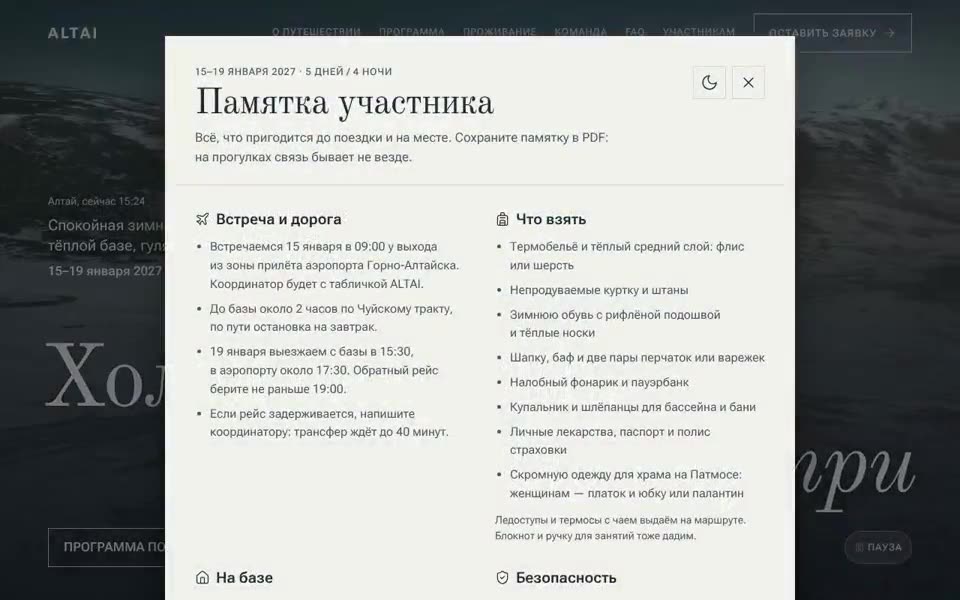 ALTAI
О ПУТЕШЕСТВИИ ПРОГРАММА ПРОЖИВАНИЕ КОМАНДА FAQ УЧАСТНИКАМ
ОСТАВИТЬ ЗАЯВКУ →
15–19 ЯНВАРЯ 2027 · 5 ДНЕЙ / 4 НОЧИ
Памятка участника
Всё, что пригодится до поездки и на месте. Сохраните памятку в PDF:
на прогулках связь бывает не везде.
Алтай, сейчас 15:24
Спокойная
тёплой базе,
15–19 января 2027
Встреча и дорога
• Встречаемся 15 января в 09:00 у выхода
из зоны прилёта аэропорта Горно-Алтайска.
Координатор будет с табличкой ALTAI.
• До базы около 2 часов по Чуйскому тракту,
по пути остановка на завтрак.
• 19 января выезжаем с базы в 15:30,
в аэропорту около 17:30. Обратный рейс
берите не раньше 19:00.
• Если рейс задерживается, напишите
координатору: трансфер ждёт до 40 минут.
Что взять
• Термобельё и тёплый средний слой: флис
или шерсть
• Непродуваемые куртку и штаны
• Зимнюю обувь с рифлёной подошвой
и тёплые носки
• Шапку, баф и две пары перчаток или варежек
• Налобный фонарик и пауэрбанк
• Купальник и шлёпанцы для бассейна и бани
• Личные лекарства, паспорт и полис
страховки
• Скромную одежду для храма на Патмосе:
женщинам — платок и юбку или палантин
Ледоступы и термосы с чаем выдаём на маршруте.
Блокнот и ручку для занятий тоже дадим.
ПРОГРАММА
ПАУЗА
На базе
Безопасность